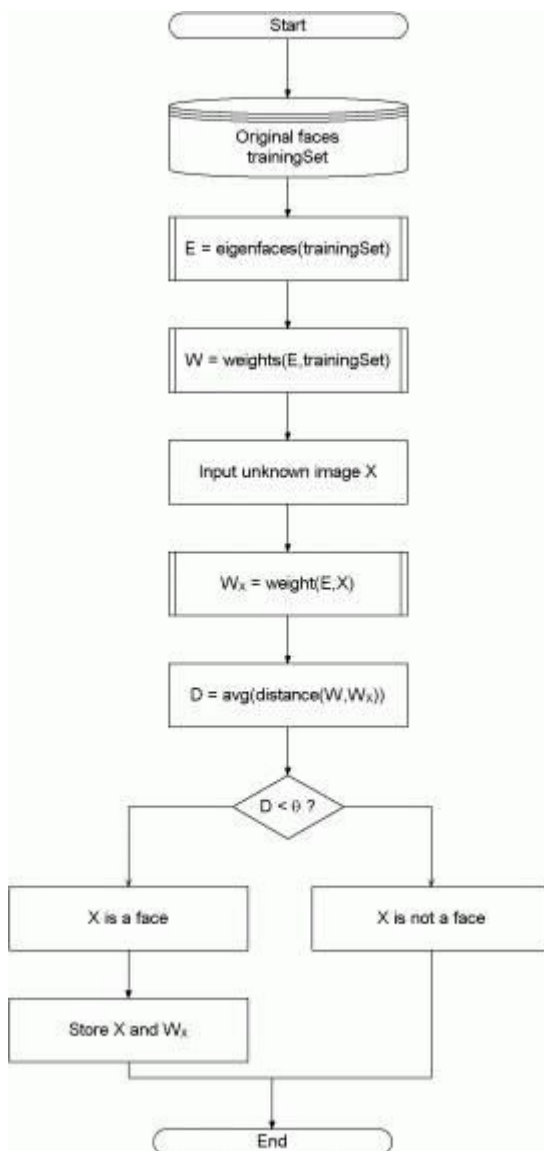 Start
Original faces
trainingSet
E = eigenfaces(trainingSet)
W = weights(E,trainingSet)
Input unknown image X
Wₓ = weight(E,X)
D = avg(distance(W,Wₓ))
D < θ ?
X is a face
X is not a face
Store X and Wₓ
End